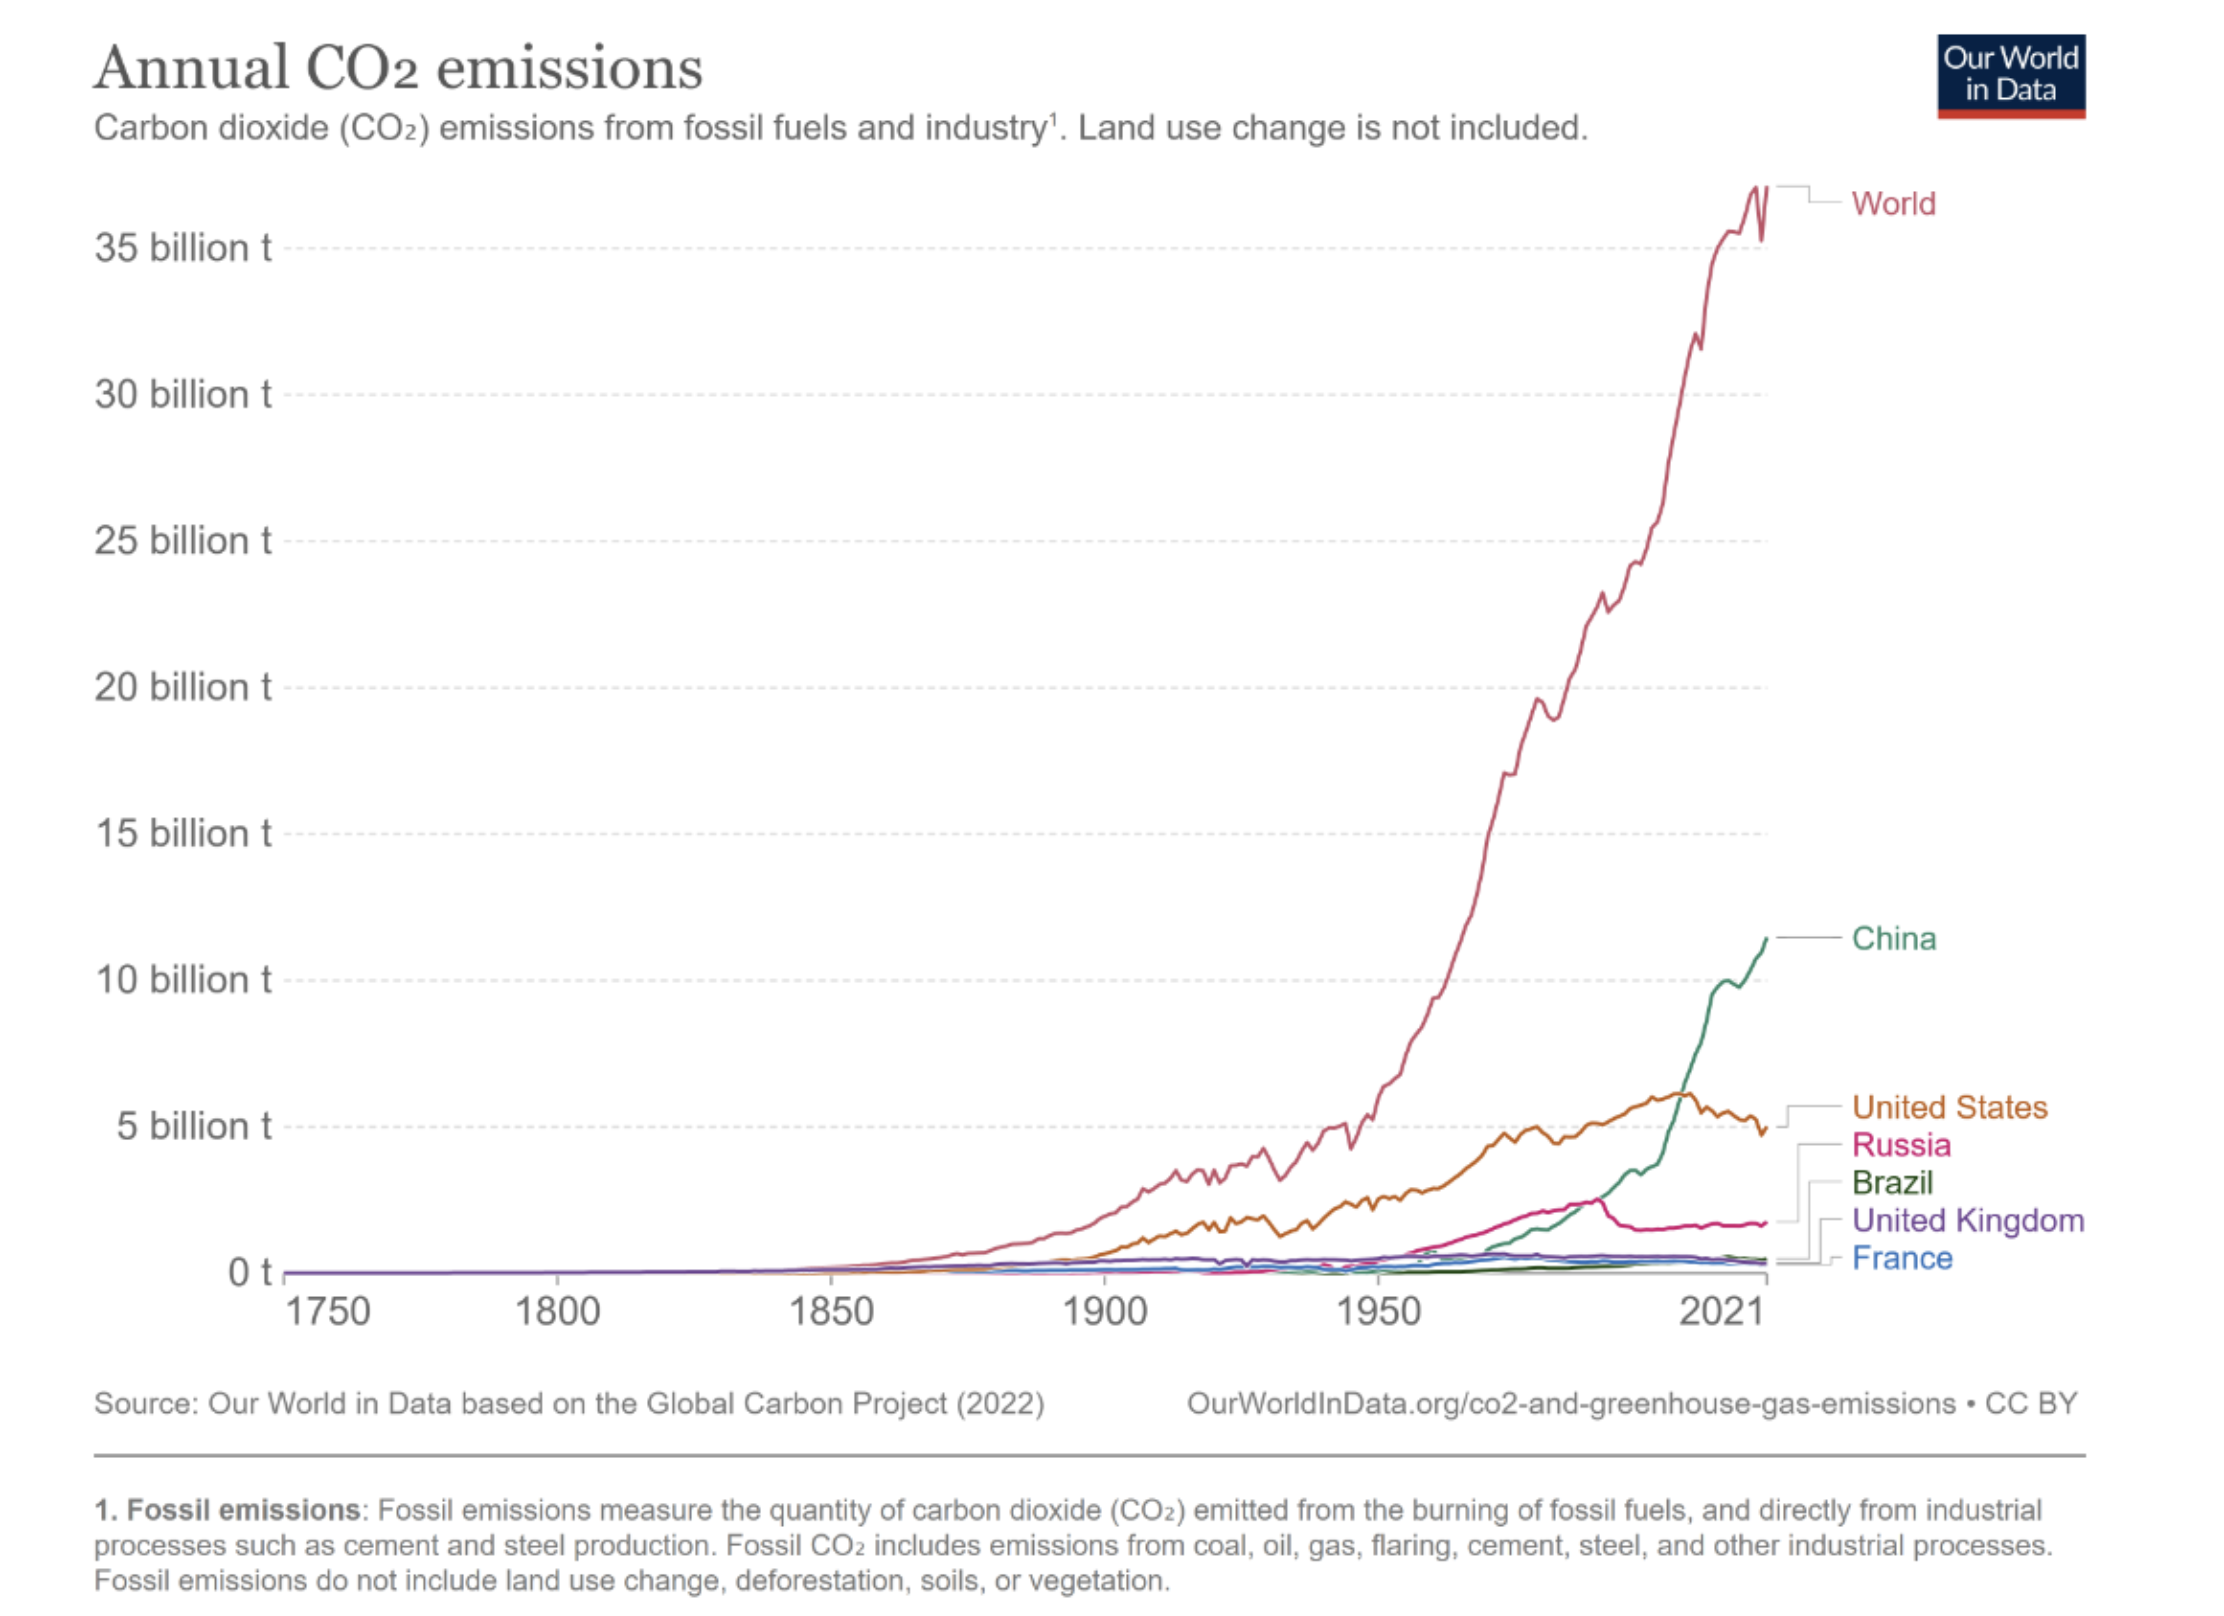 Annual CO₂ emissions
Our World
in Data
Carbon dioxide (CO₂) emissions from fossil fuels and industry¹. Land use change is not included.
World
35 billion t
30 billion t
25 billion t
20 billion t
15 billion t
China
10 billion t
United States
5 billion t
Russia
Brazil
United Kingdom
France
0 t
1750 1800 1850 1900 1950 2021
Source: Our World in Data based on the Global Carbon Project (2022) OurWorldInData.org/co2-and-greenhouse-gas-emissions • CC BY
1. Fossil emissions: Fossil emissions measure the quantity of carbon dioxide (CO₂) emitted from the burning of fossil fuels, and directly from industrial
processes such as cement and steel production. Fossil CO₂ includes emissions from coal, oil, gas, flaring, cement, steel, and other industrial processes.
Fossil emissions do not include land use change, deforestation, soils, or vegetation.